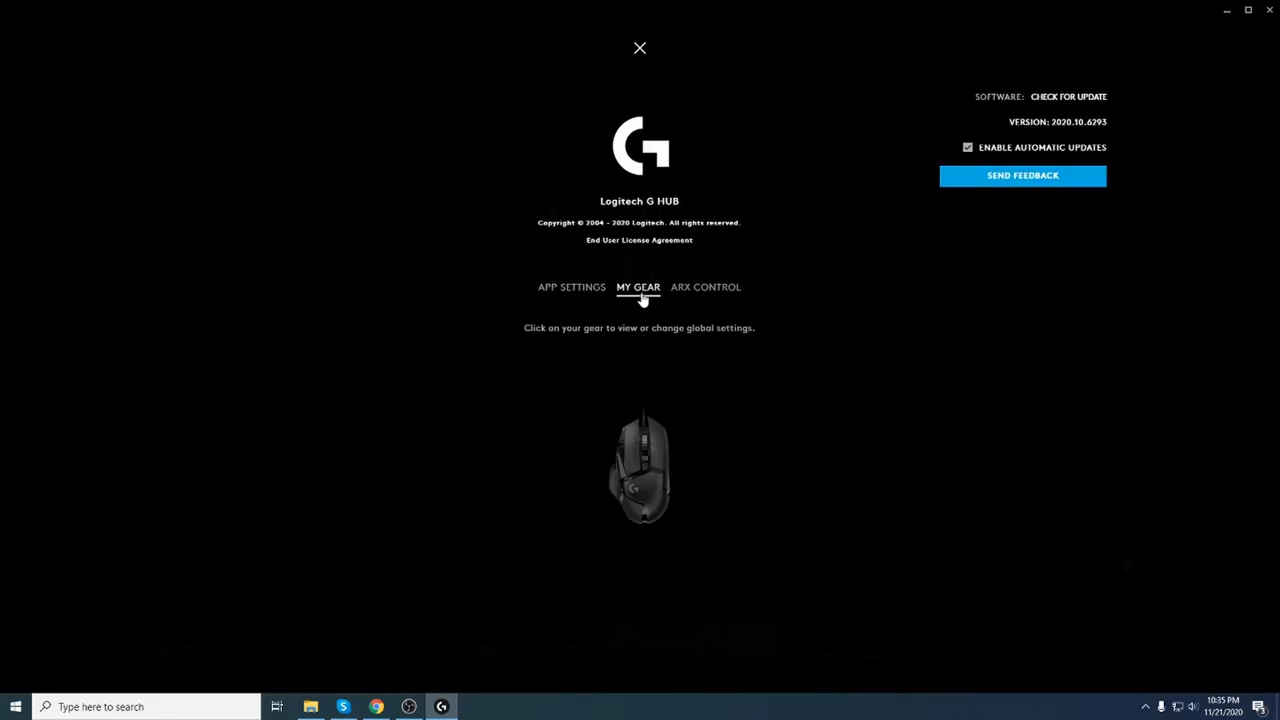 SOFTWARE: CHECK FOR UPDATE
VERSION: 2020.10.6293
ENABLE AUTOMATIC UPDATES
SEND FEEDBACK
Logitech G HUB
Copyright © 2004 - 2020 Logitech. All rights reserved.
End User License Agreement
APP SETTINGS MY GEAR ARX CONTROL
Click on your gear to view or change global settings.
Type here to search
10:35 PM
11/21/2020
3